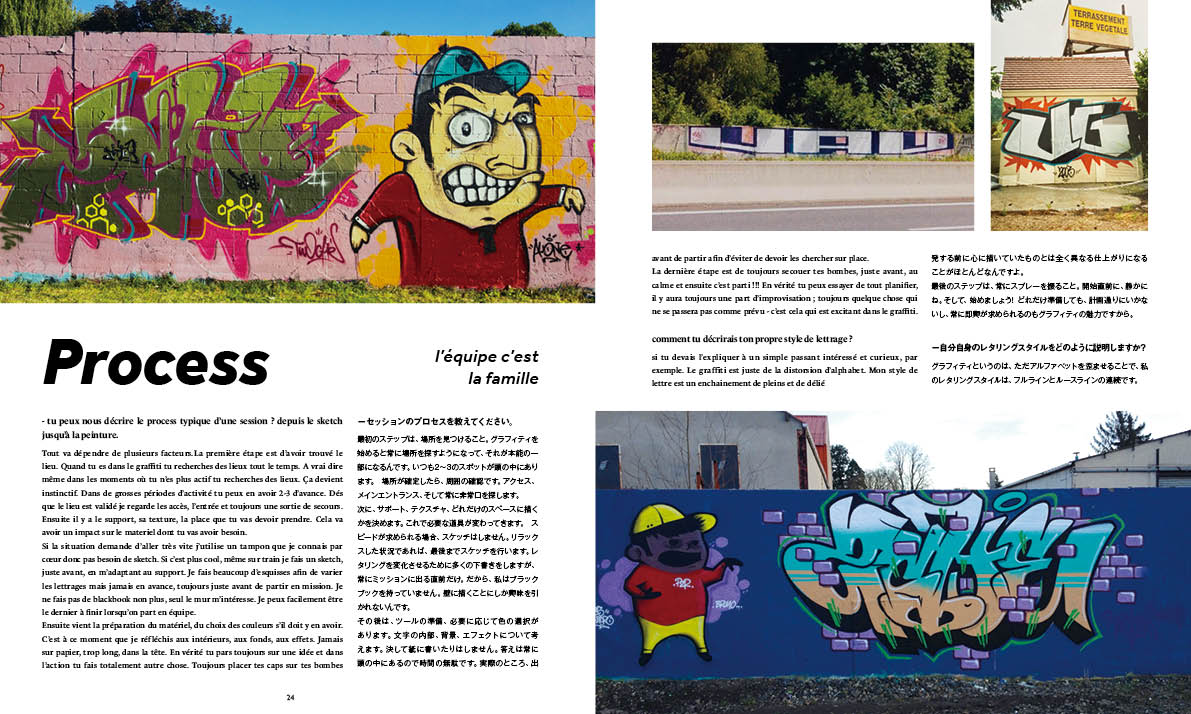 TERRASSEMENT
TERRE VEGETALE
UG
Process
l'équipe c'est
la famille
- tu peux nous décrire le process typique d'une session ? depuis le sketch
jusqu'à la peinture.
Tout va dépendre de plusieurs facteurs.La première étape est d'avoir trouvé le
lieu. Quand tu es dans le graffiti tu recherches des lieux tout le temps. A vrai dire
même dans les moments où tu n'es plus actif tu recherches des lieux. Ça devient
instinctif. Dans de grosses périodes d'activité tu peux en avoir 2-3 d'avance. Dés
que le lieu est validé je regarde les accès, l'entrée et toujours une sortie de secours.
Ensuite il y a le support, sa texture, la place que tu vas devoir prendre. Cela va
avoir un impact sur le materiel dont tu vas avoir besoin.
Si la situation demande d'aller très vite j'utilise un tampon que je connais par
cœur donc pas besoin de sketch. Si c'est plus cool, même sur train je fais un sketch,
juste avant, en m'adaptant au support. Je fais beaucoup d'esquisses afin de varier
les lettrages mais jamais en avance, toujours juste avant de partir en mission. Je
ne fais pas de blackbook non plus, seul le mur m'intéresse. Je peux facilement être
le dernier à finir lorsqu'on part en équipe.
Ensuite vient la préparation du matériel, du choix des couleurs s'il doit y en avoir.
C'est à ce moment que je réfléchis aux intérieurs, aux fonds, aux effets. Jamais
sur papier, trop long, dans la tête. En vérité tu pars toujours sur une idée et dans
l'action tu fais totalement autre chose. Toujours placer tes caps sur tes bombes
ーセッションのプロセスを教えてください。
最初のステップは、場所を見つけること。グラフィティを
始めると常に場所を探すようになって、それが本能の一
部になるんです。いつも2〜3のスポットが頭の中にあり
ます。 場所が確定したら、周囲の確認です。アクセス、
メインエントランス、そして常に非常口を探します。
次に、サポート、テクスチャ、どれだけのスペースに描く
かを決めます。これで必要な道具が変わってきます。 ス
ピードが求められる場合、スケッチはしません。リラック
スした状況であれば、最後までスケッチを行います。レ
タリングを変化させるために多くの下書きをしますが、
常にミッションに出る直前だけ。だから、私はブラック
ブックを持っていません。壁に描くことにしか興味を引
かれないんです。
その後は、ツールの準備、必要に応じて色の選択が
あります。文字の内部、背景、エフェクトについて考
えます。決して紙に書いたりはしません。答えは常に
頭の中にあるので時間の無駄です。実際のところ、出
24
avant de partir afin d'éviter de devoir les chercher sur place.
La dernière étape est de toujours secouer tes bombes, juste avant, au
calme et ensuite c'est parti !!! En vérité tu peux essayer de tout planifier,
il y aura toujours une part d'improvisation ; toujours quelque chose qui
ne se passera pas comme prévu - c'est cela qui est excitant dans le graffiti.
comment tu décrirais ton propre style de lettrage ?
si tu devais l'expliquer à un simple passant intéressé et curieux, par
exemple. Le graffiti est juste de la distorsion d'alphabet. Mon style de
lettre est un enchainement de pleins et de délié
発する前に心に描いていたものとは全く異なる仕上がりになる
ことがほとんどなんですよ。
最後のステップは、常にスプレーを振ること。開始直前に、静かに
ね。そして、始めましょう! どれだけ準備しても、計画通りにいかな
いし、常に即興が求められるのもグラフィティの魅力ですから。
ー自分自身のレタリングスタイルをどのように説明しますか?
グラフィティというのは、ただアルファベットを歪ませることで、私
のレタリングスタイルは、フルラインとルースラインの連続です。